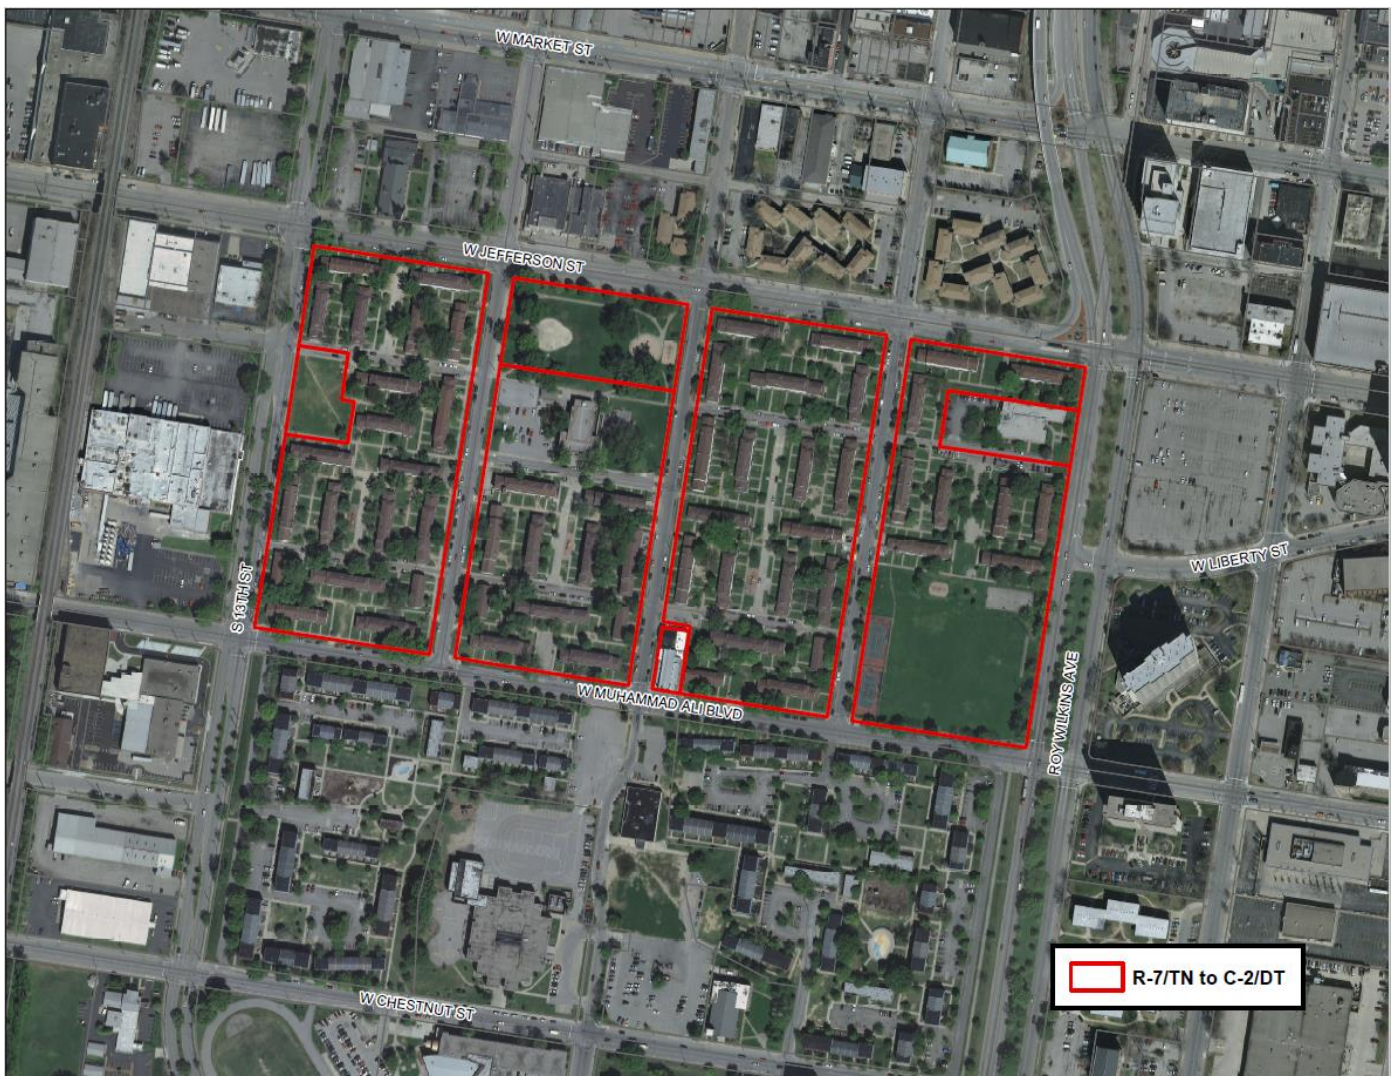 W MARKET ST
W JEFFERSON ST
W LIBERTY ST
S 13TH ST
ROY WILKINS AVE
W MUHAMMAD ALI BLVD
R-7/TN to C-2/DT
W CHESTNUT ST